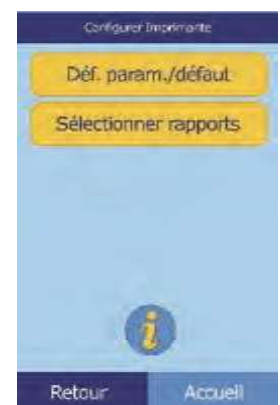 Configurer Imprimante
Déf. param./défaut
Sélectionner rapports
i
Retour
Accueil